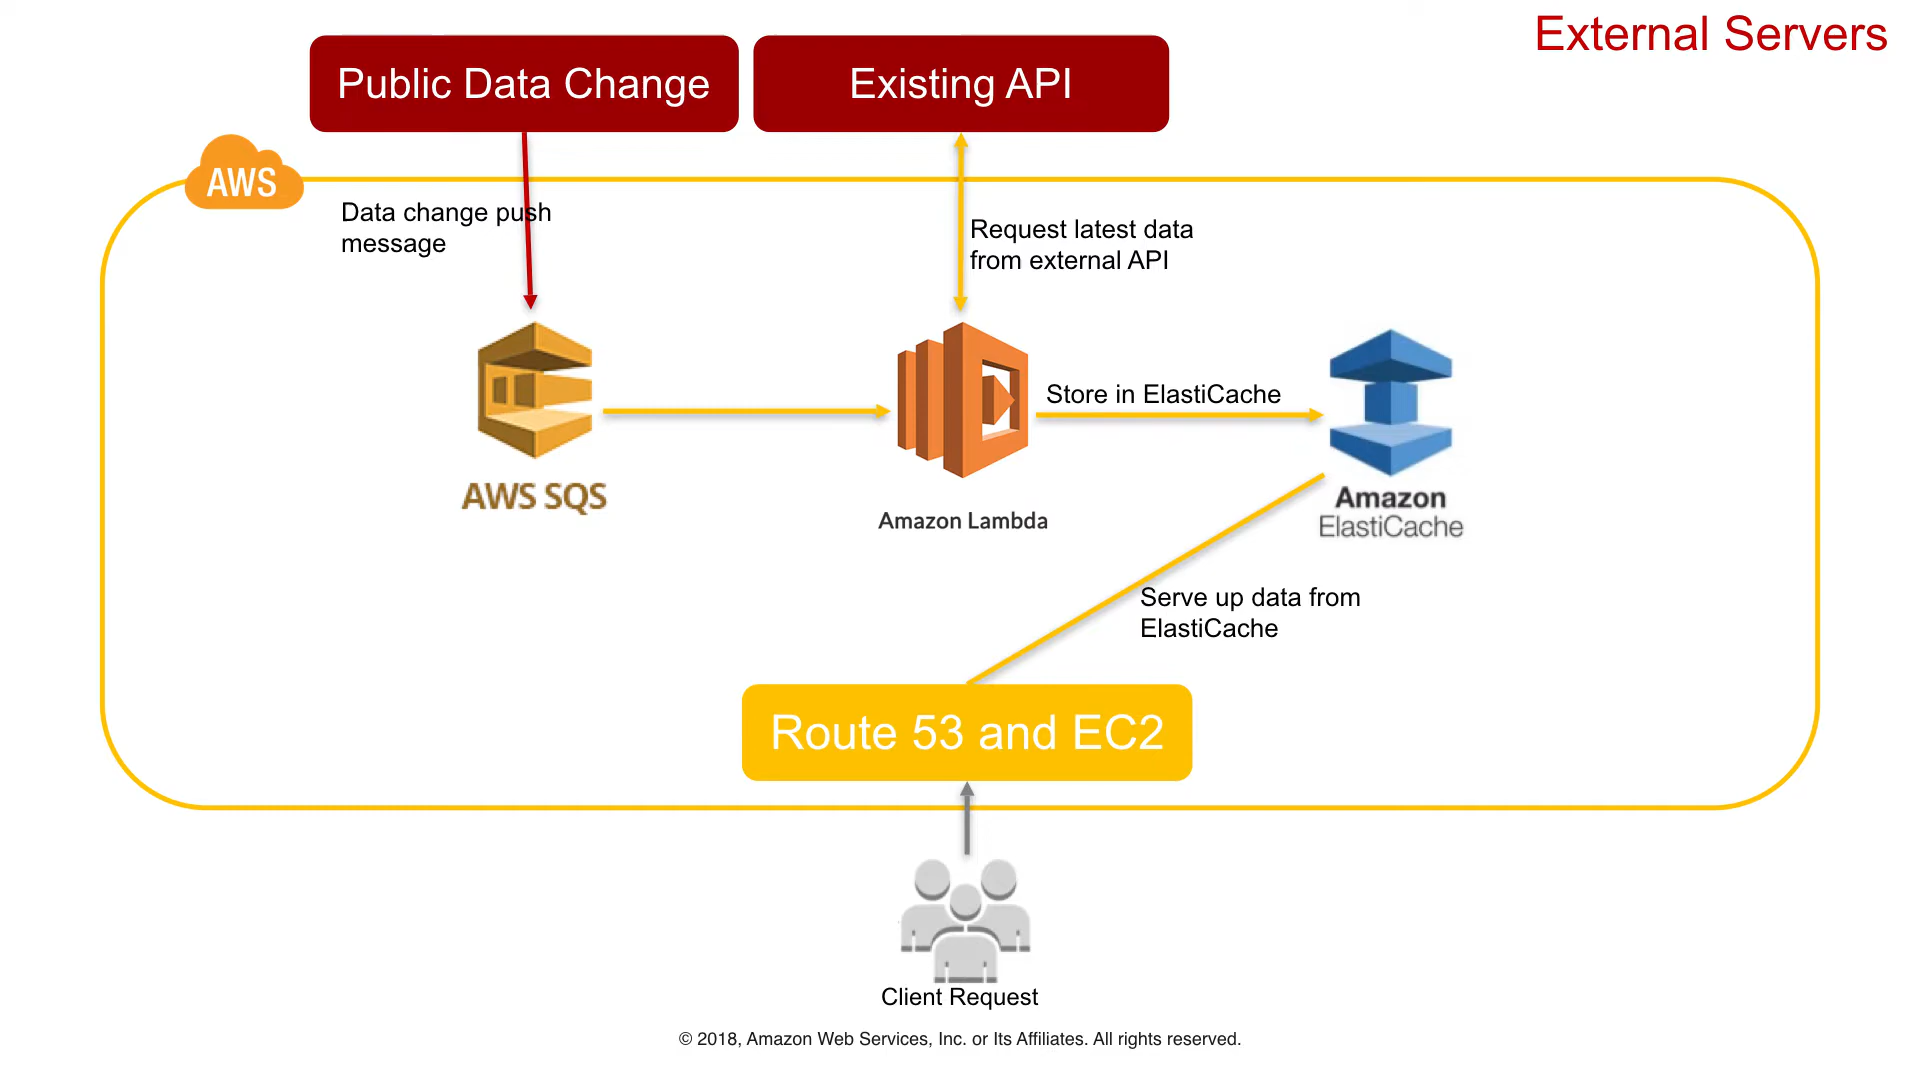 External Servers
Public Data Change
Existing API
AWS
Data change push
message
Request latest data
from external API
Store in ElastiCache
AWS SQS
Amazon Lambda
Amazon
ElastiCache
Serve up data from
ElastiCache
Route 53 and EC2
Client Request
© 2018, Amazon Web Services, Inc. or Its Affiliates. All rights reserved.